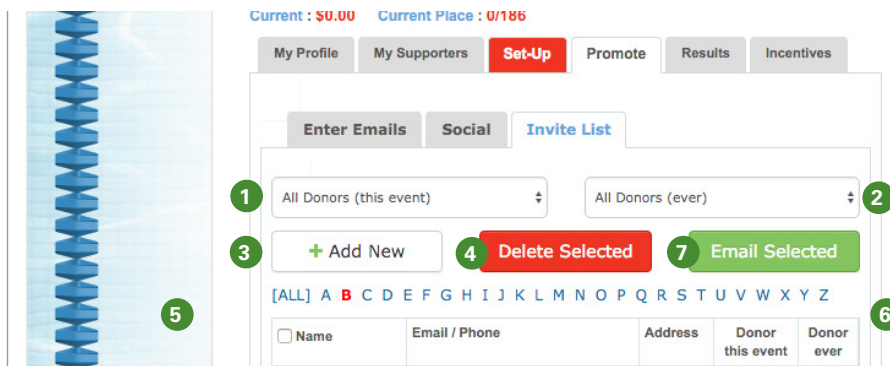 Current : $0.00 Current Place : 0/186
My Profile My Supporters Set-Up Promote Results Incentives
Enter Emails Social Invite List
1 All Donors (this event) All Donors (ever) 2
3 + Add New 4 Delete Selected 7 Email Selected
[ALL] A B C D E F G H I J K L M N O P Q R S T U V W X Y Z
5 6
Name Email / Phone Address Donor this event Donor ever